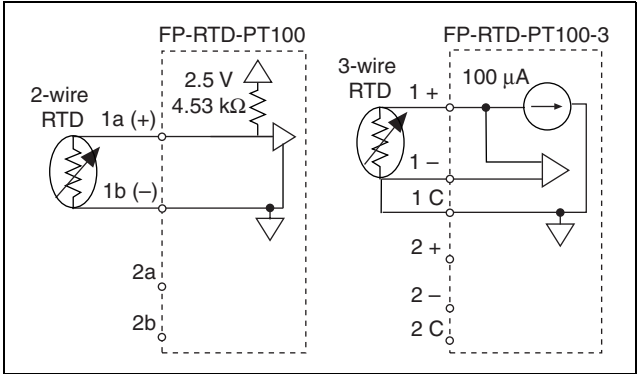 FP-RTD-PT100
2.5 V
4.53 kΩ
2-wire
RTD
1a (+)
1b (–)
2a
2b
FP-RTD-PT100-3
3-wire
RTD
100 µA
1 +
1 –
1 C
2 +
2 –
2 C